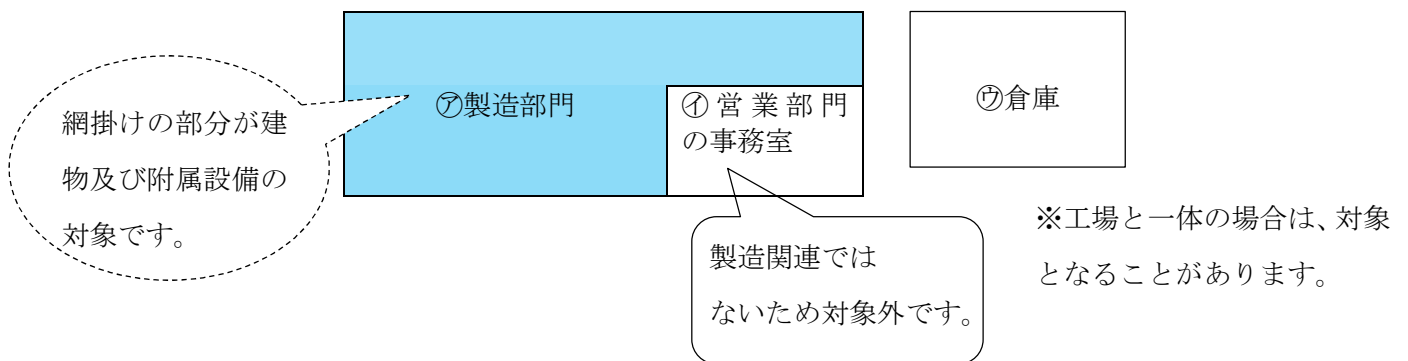 網掛けの部分が建
物及び附属設備の
対象です。
㋐製造部門
㋑営業部門
の事務室
㋒倉庫
製造関連では
ないため対象外です。
※工場と一体の場合は、対象
となることがあります。